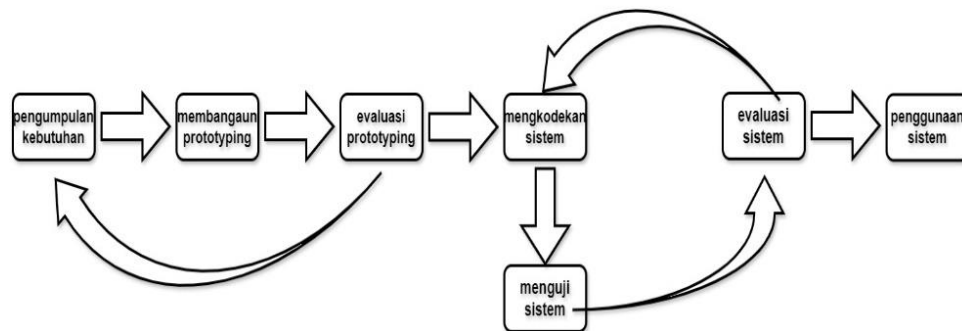 pengumpulan
kebutuhan
membangaun
prototyping
evaluasi
prototyping
mengkodekan
sistem
evaluasi
sistem
penggunaan
sistem
menguji
sistem